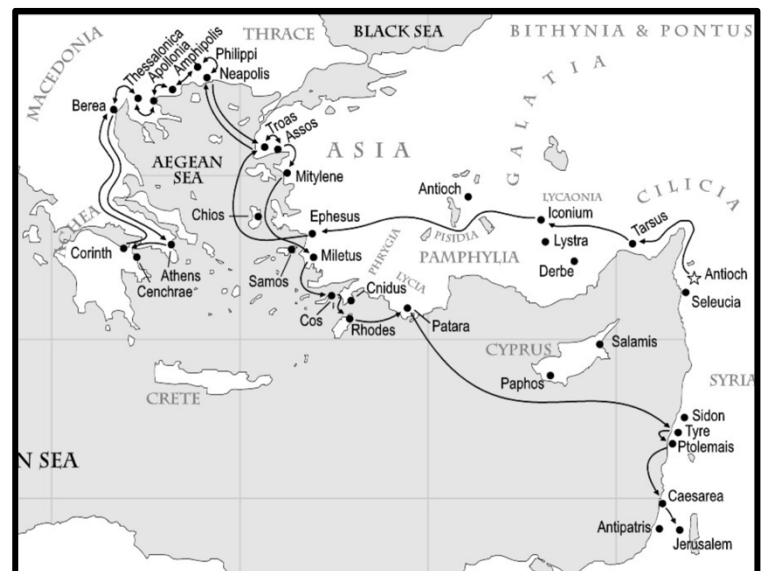 BLACK SEA
THRACE
BITHYNIA & PONTUS
MACEDONIA
Thessalonica
Apollonia
Amphipolis
Philippi
Neapolis
Berea
Troas
Assos
AEGEAN
SEA
ASIA
GALATIA
Mitylene
Antioch
LYCAONIA
CILICIA
Chios
Ephesus
Iconium
Tarsus
ACHEA
PISIDIA
Lystra
Corinth
Athens
Cenchrae
Samos
Miletus
PHRYGIA
PAMPHYLIA
Derbe
Antioch
Seleucia
LYCIA
Cnidus
Cos
Rhodes
Patara
CYPRUS
Salamis
Paphos
SYRIA
CRETE
Sidon
Tyre
Ptolemais
N SEA
Caesarea
Antipatris
Jerusalem